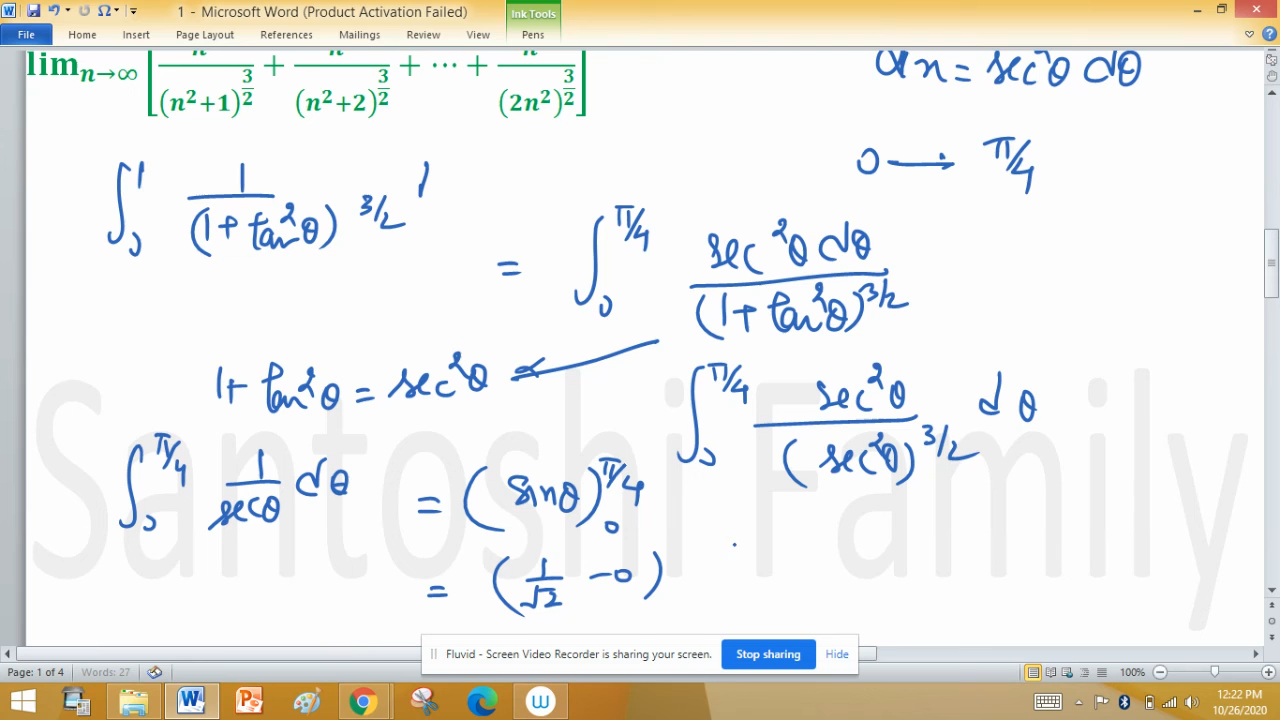 1 - Microsoft Word (Product Activation Failed)
Ink Tools
File Home Insert Page Layout References Mailings Review View Pens
lim n→∞ [n/(n²+1)^(3/2) + n/(n²+2)^(3/2) + ⋯ + n/(2n²)^(3/2)]
dx = sec²θ dθ
0 → π/4
∫₀¹ 1/(1+tan²θ)^(3/2)
= ∫₀^(π/4) sec²θ dθ/(1+tan²θ)^(3/2)
1+tan²θ = sec²θ
∫₀^(π/4) sec²θ/(sec²θ)^(3/2) dθ
∫₀^(π/4) 1/secθ dθ = (sinθ)₀^(π/4)
= (1/√2 − 0)
Santoshi Family
Fluvid - Screen Video Recorder is sharing your screen. Stop sharing Hide
Page: 1 of 4 Words: 27 100%
12:22 PM
10/26/2020